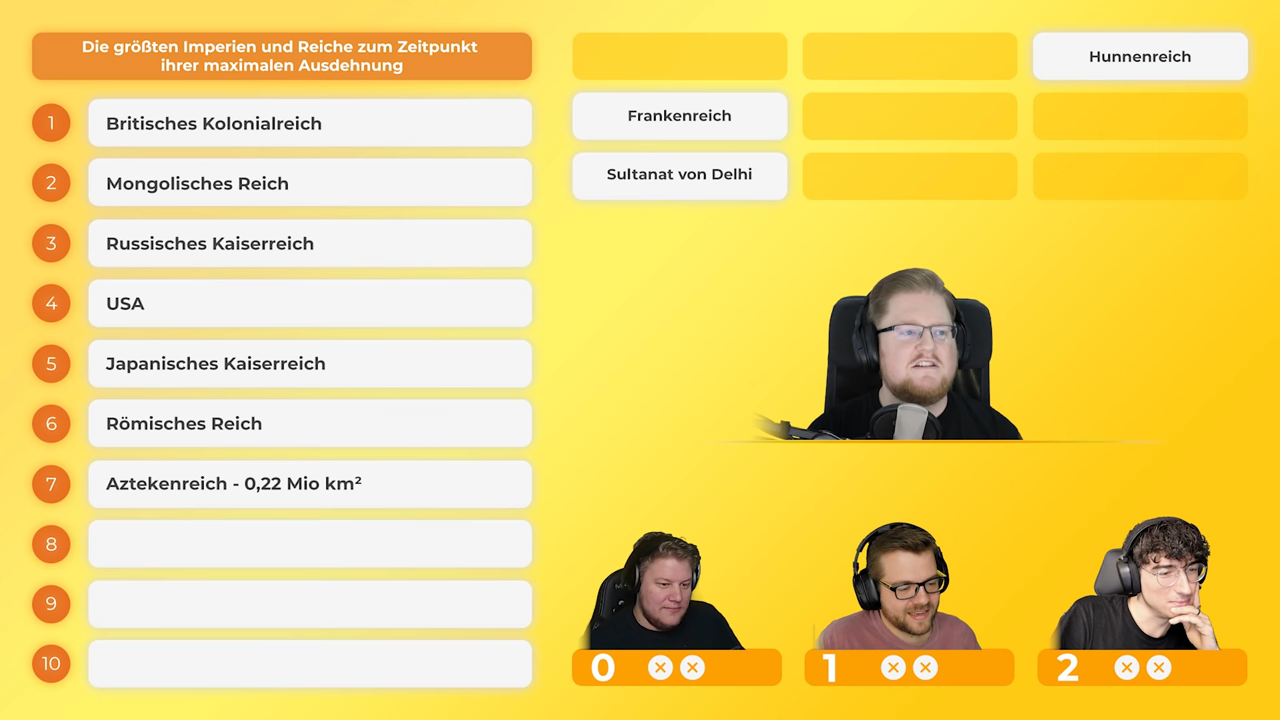 Die größten Imperien und Reiche zum Zeitpunkt
ihrer maximalen Ausdehnung
1 Britisches Kolonialreich
2 Mongolisches Reich
3 Russisches Kaiserreich
4 USA
5 Japanisches Kaiserreich
6 Römisches Reich
7 Aztekenreich - 0,22 Mio km²
8
9
10
Hunnenreich
Frankenreich
Sultanat von Delhi
0
1
2